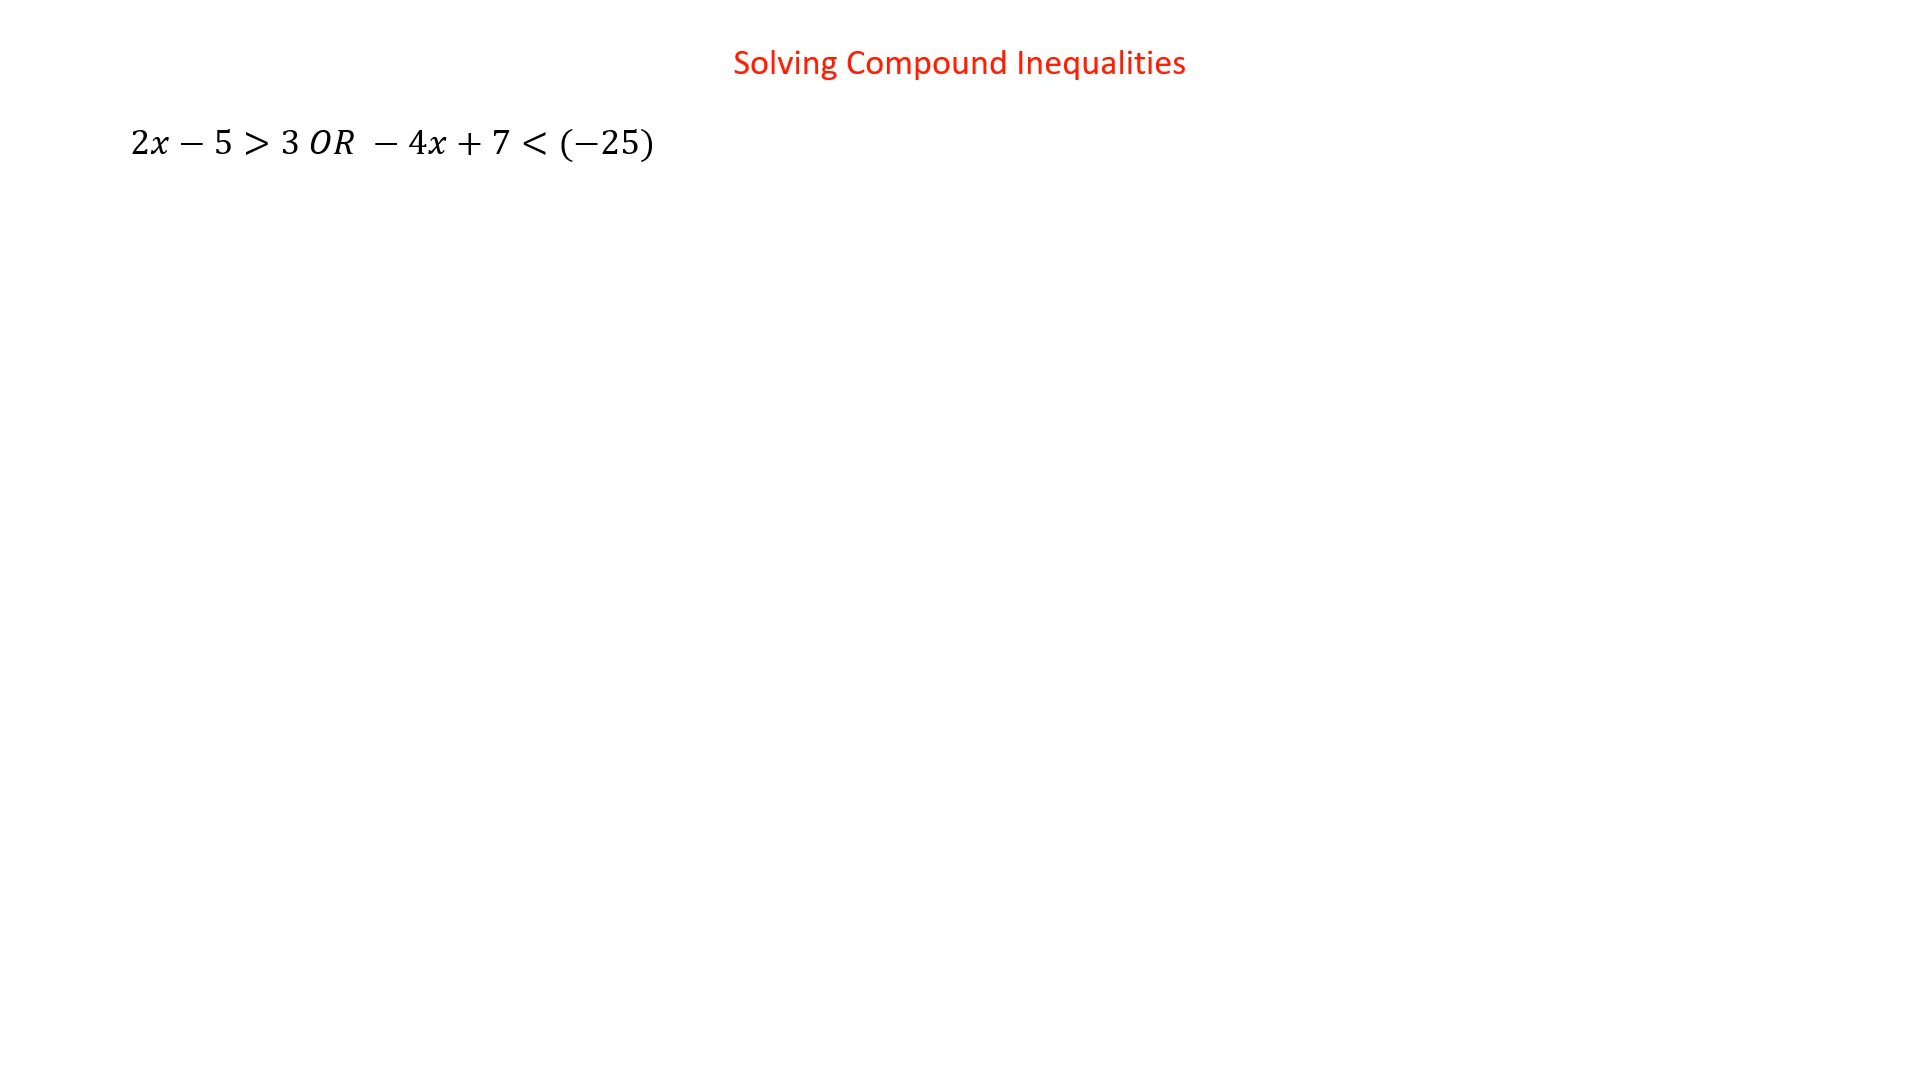 Solving Compound Inequalities
2x − 5 > 3 OR − 4x + 7 < (−25)